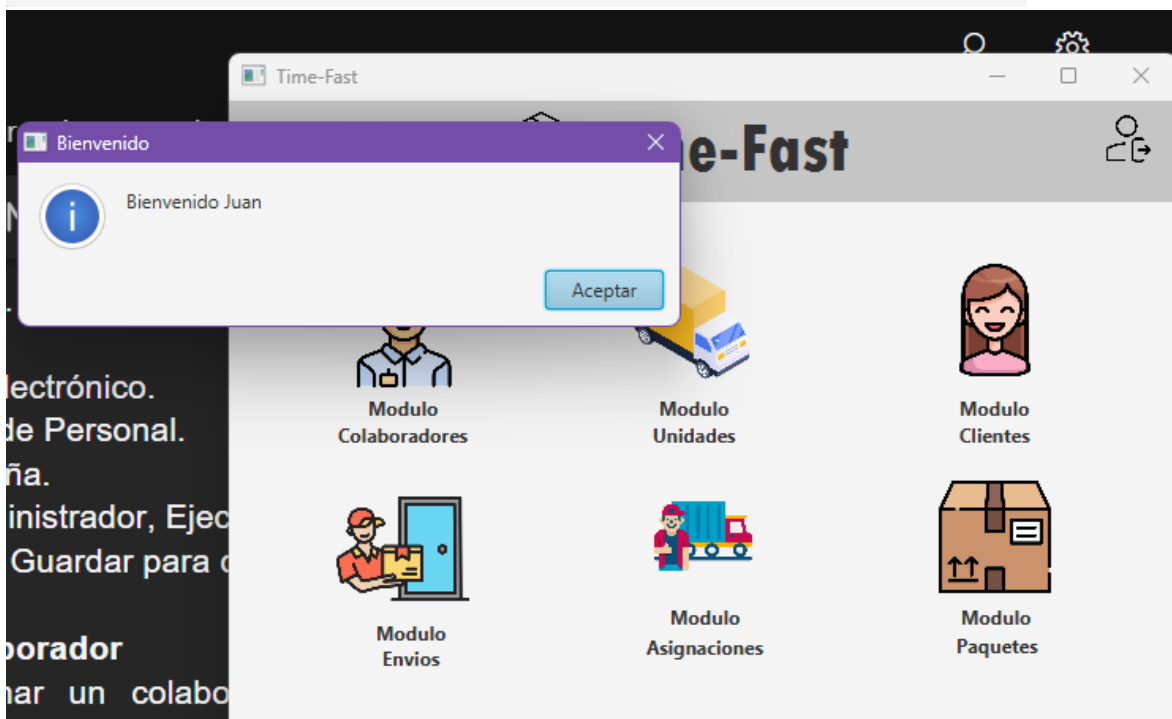 Time-Fast
Bienvenido
e-Fast
Bienvenido Juan
Aceptar
lectrónico.
de Personal.
ña.
inistrador, Ejec
Guardar para
porador
nar un colabo
Modulo
Colaboradores
Modulo
Unidades
Modulo
Clientes
Modulo
Envios
Modulo
Asignaciones
Modulo
Paquetes